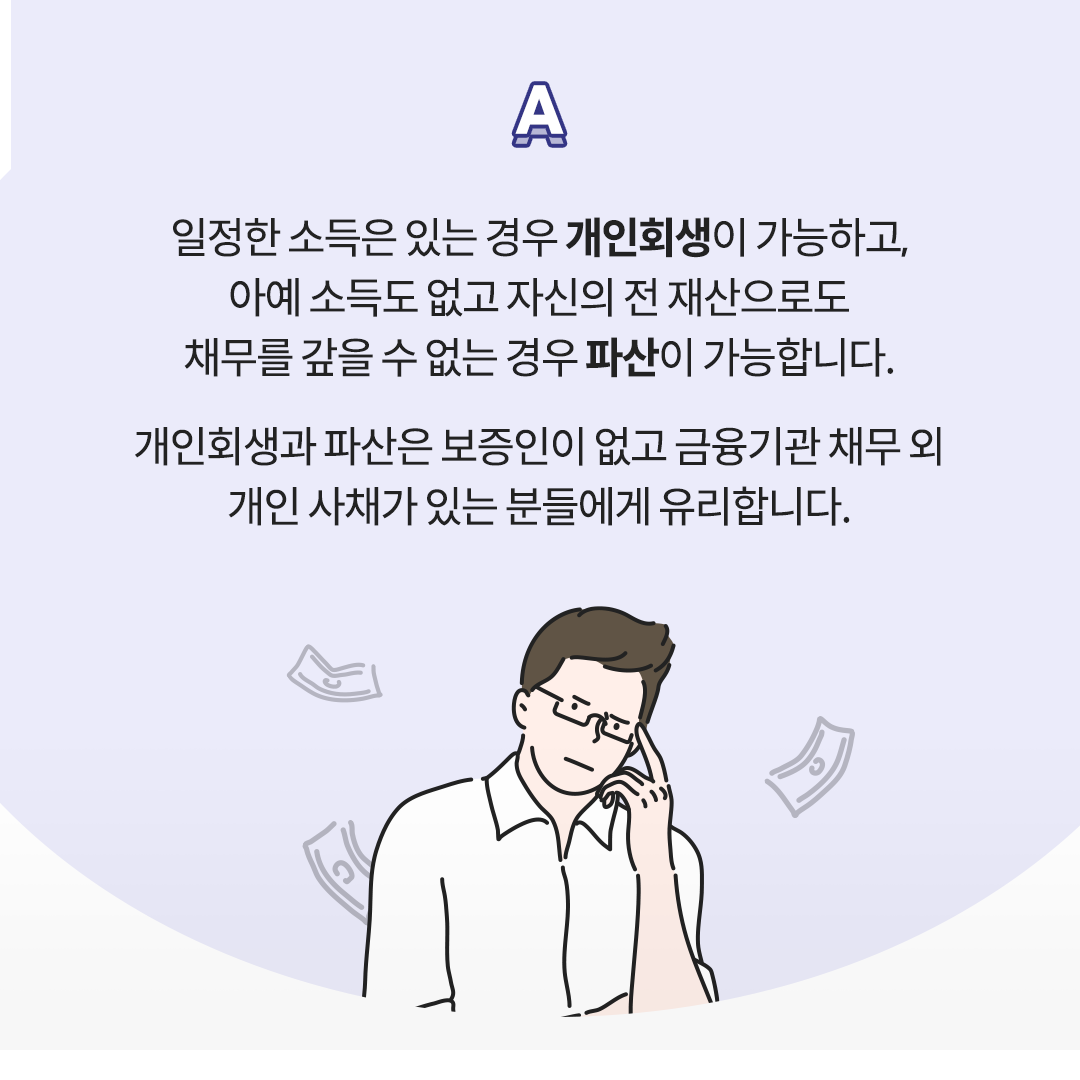 A
일정한 소득은 있는 경우 개인회생이 가능하고,
아예 소득도 없고 자신의 전 재산으로도
채무를 갚을 수 없는 경우 파산이 가능합니다.
개인회생과 파산은 보증인이 없고 금융기관 채무 외
개인 사채가 있는 분들에게 유리합니다.